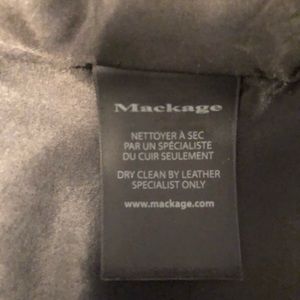 Mackage
NETTOYER À SEC
PAR UN SPÉCIALISTE
DU CUIR SEULEMENT
DRY CLEAN BY LEATHER
SPECIALIST ONLY
www.mackage.com